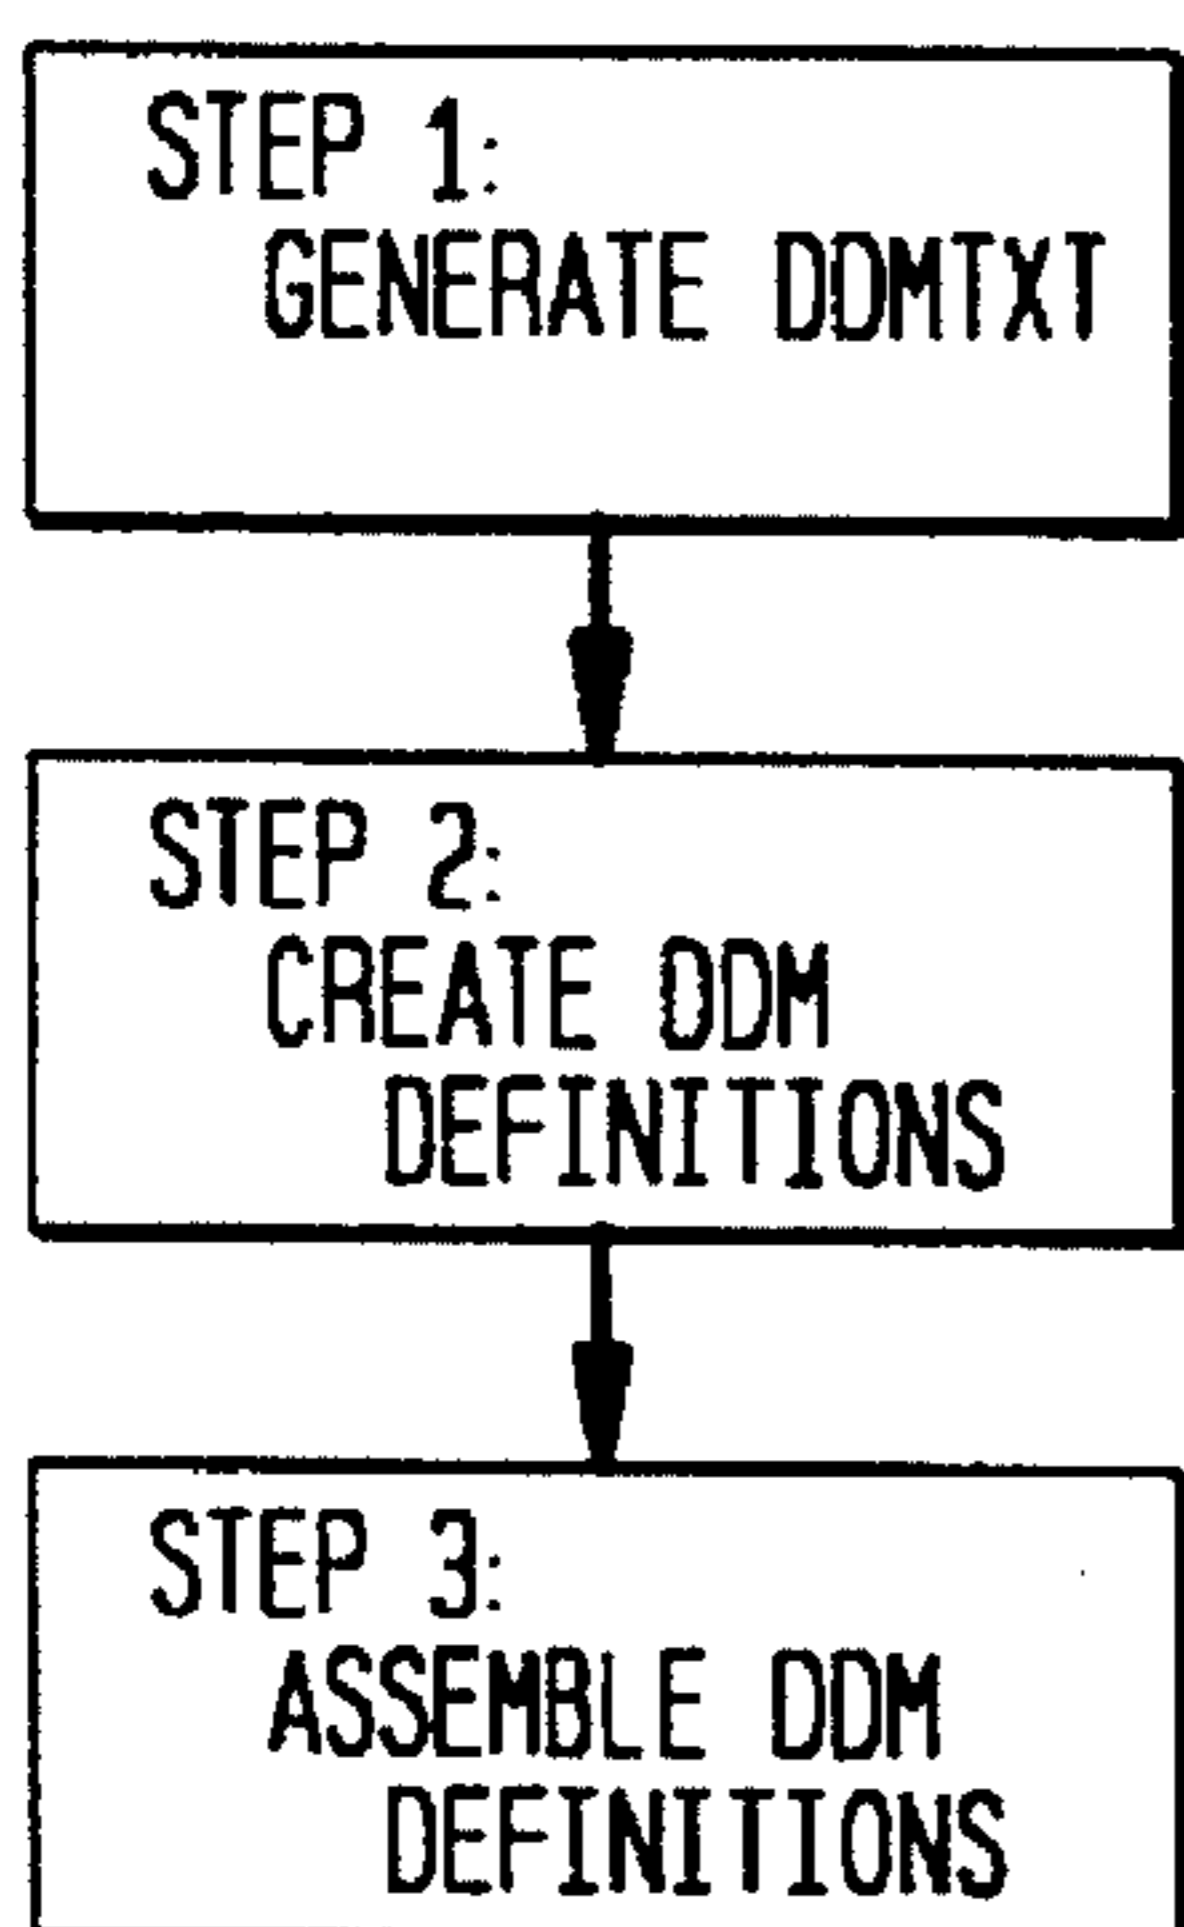 STEP 1:
GENERATE DDMTXT
STEP 2:
CREATE DDM
DEFINITIONS
STEP 3:
ASSEMBLE DDM
DEFINITIONS